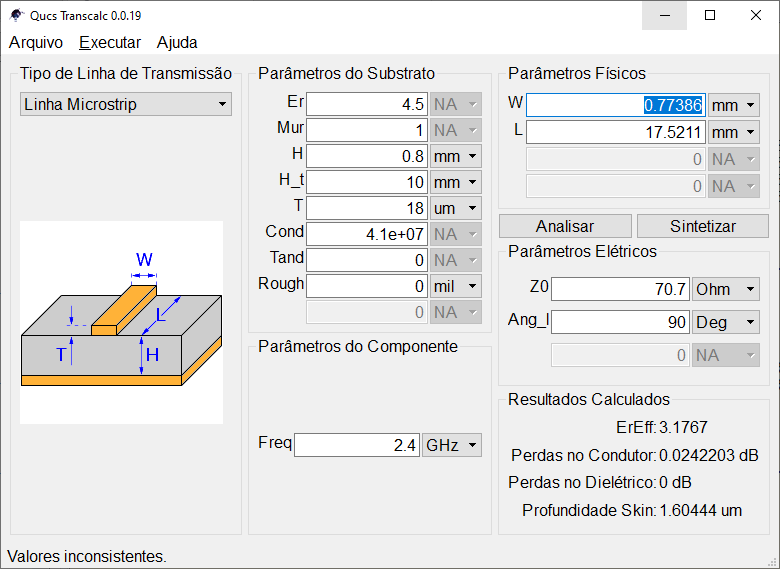 Qucs Transcalc 0.0.19
Arquivo Executar Ajuda
Tipo de Linha de Transmissão
Linha Microstrip
W
L
T
H
Parâmetros do Substrato
Er 4.5 NA
Mur 1 NA
H 0.8 mm
H_t 10 mm
T 18 um
Cond 4.1e+07 NA
Tand 0 NA
Rough 0 mil
0 NA
Parâmetros do Componente
Freq 2.4 GHz
Parâmetros Físicos
W 0.77386 mm
L 17.5211 mm
0 NA
0 NA
Analisar Sintetizar
Parâmetros Elétricos
Z0 70.7 Ohm
Ang_l 90 Deg
0 NA
Resultados Calculados
ErEff: 3.1767
Perdas no Condutor: 0.0242203 dB
Perdas no Dielétrico: 0 dB
Profundidade Skin: 1.60444 um
Valores inconsistentes.